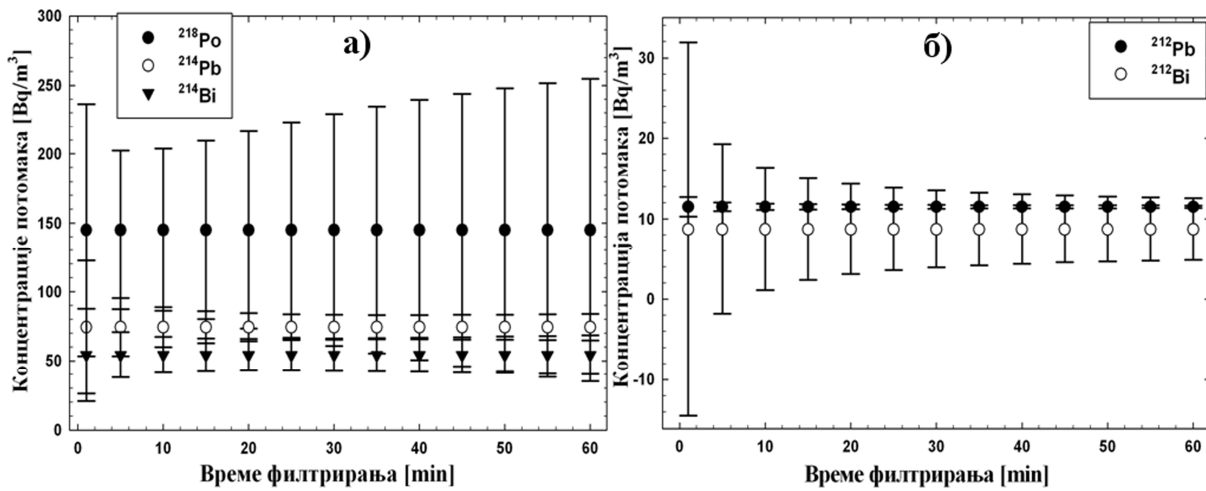 а)
²¹⁸Po
²¹⁴Pb
²¹⁴Bi
Концентрације потомака [Bq/m³]
300
250
200
150
100
50
0
0 10 20 30 40 50 60
Време филтрирања [min]
б)
²¹²Pb
²¹²Bi
Концентрација потомака [Bq/m³]
30
20
10
0
-10
0 10 20 30 40 50 60
Време филтрирања [min]